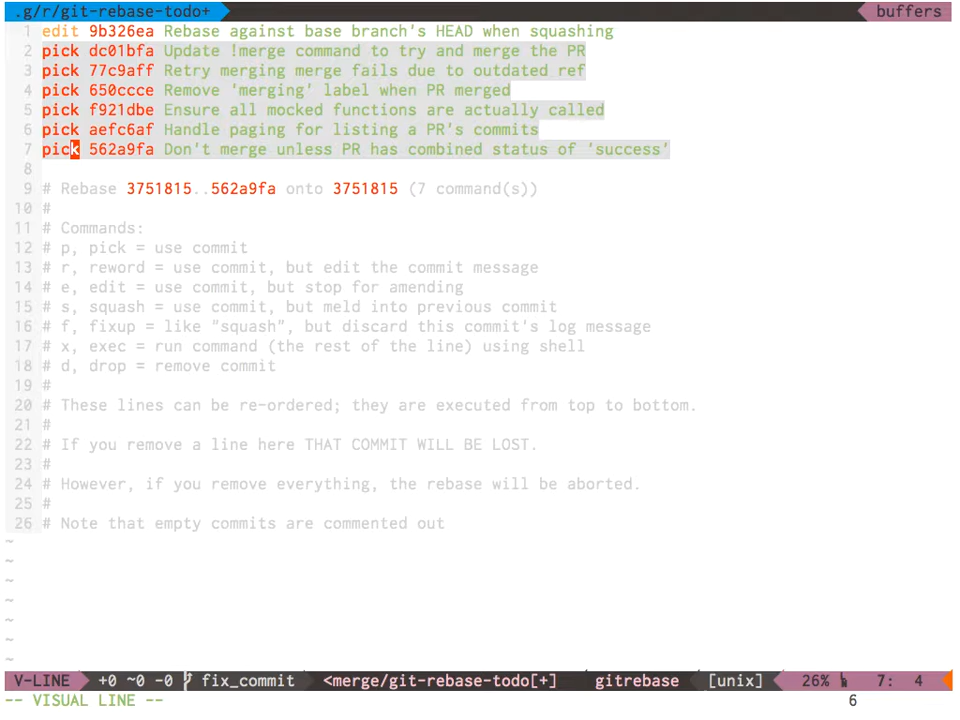 .g/r/git-rebase-todo+ buffers
1 edit 9b326ea Rebase against base branch's HEAD when squashing
2 pick dc01bfa Update !merge command to try and merge the PR
3 pick 77c9aff Retry merging merge fails due to outdated ref
4 pick 650ccce Remove 'merging' label when PR merged
5 pick f921dbe Ensure all mocked functions are actually called
6 pick aefc6af Handle paging for listing a PR's commits
7 pick 562a9fa Don't merge unless PR has combined status of 'success'
8
9 # Rebase 3751815..562a9fa onto 3751815 (7 command(s))
10 #
11 # Commands:
12 # p, pick = use commit
13 # r, reword = use commit, but edit the commit message
14 # e, edit = use commit, but stop for amending
15 # s, squash = use commit, but meld into previous commit
16 # f, fixup = like "squash", but discard this commit's log message
17 # x, exec = run command (the rest of the line) using shell
18 # d, drop = remove commit
19 #
20 # These lines can be re-ordered; they are executed from top to bottom.
21 #
22 # If you remove a line here THAT COMMIT WILL BE LOST.
23 #
24 # However, if you remove everything, the rebase will be aborted.
25 #
26 # Note that empty commits are commented out
~
~
~
~
~
~
~
V-LINE +0 ~0 -0 fix_commit <merge/git-rebase-todo[+] gitrebase [unix] 26% 7: 4
-- VISUAL LINE -- 6